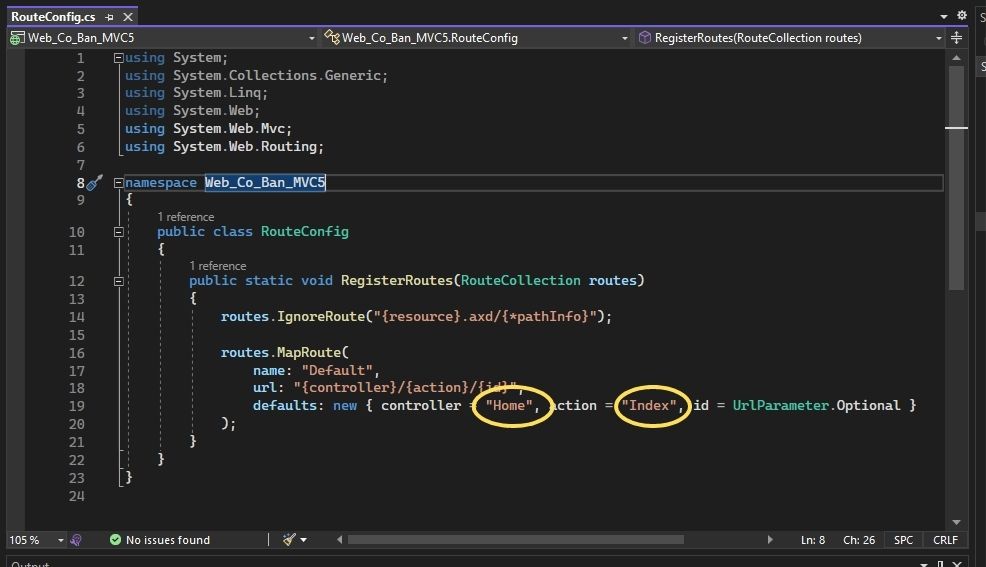 RouteConfig.cs
Web_Co_Ban_MVC5 Web_Co_Ban_MVC5.RouteConfig RegisterRoutes(RouteCollection routes)
1 using System;
2 using System.Collections.Generic;
3 using System.Linq;
4 using System.Web;
5 using System.Web.Mvc;
6 using System.Web.Routing;
7
8 namespace Web_Co_Ban_MVC5
9 {
1 reference
10 public class RouteConfig
11 {
1 reference
12 public static void RegisterRoutes(RouteCollection routes)
13 {
14 routes.IgnoreRoute("{resource}.axd/{*pathInfo}");
15
16 routes.MapRoute(
17 name: "Default",
18 url: "{controller}/{action}/{id}",
19 defaults: new { controller = "Home", action = "Index", id = UrlParameter.Optional }
20 );
21 }
22 }
23 }
24
105 % No issues found Ln: 8 Ch: 26 SPC CRLF
Output